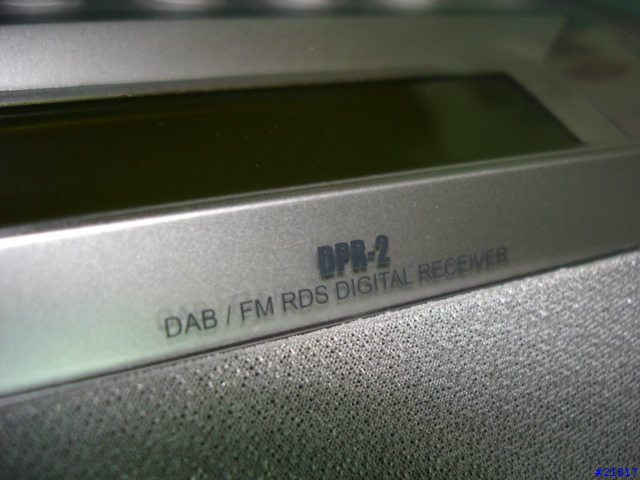 DPR-2
DAB / FM RDS DIGITAL RECEIVER
#21817